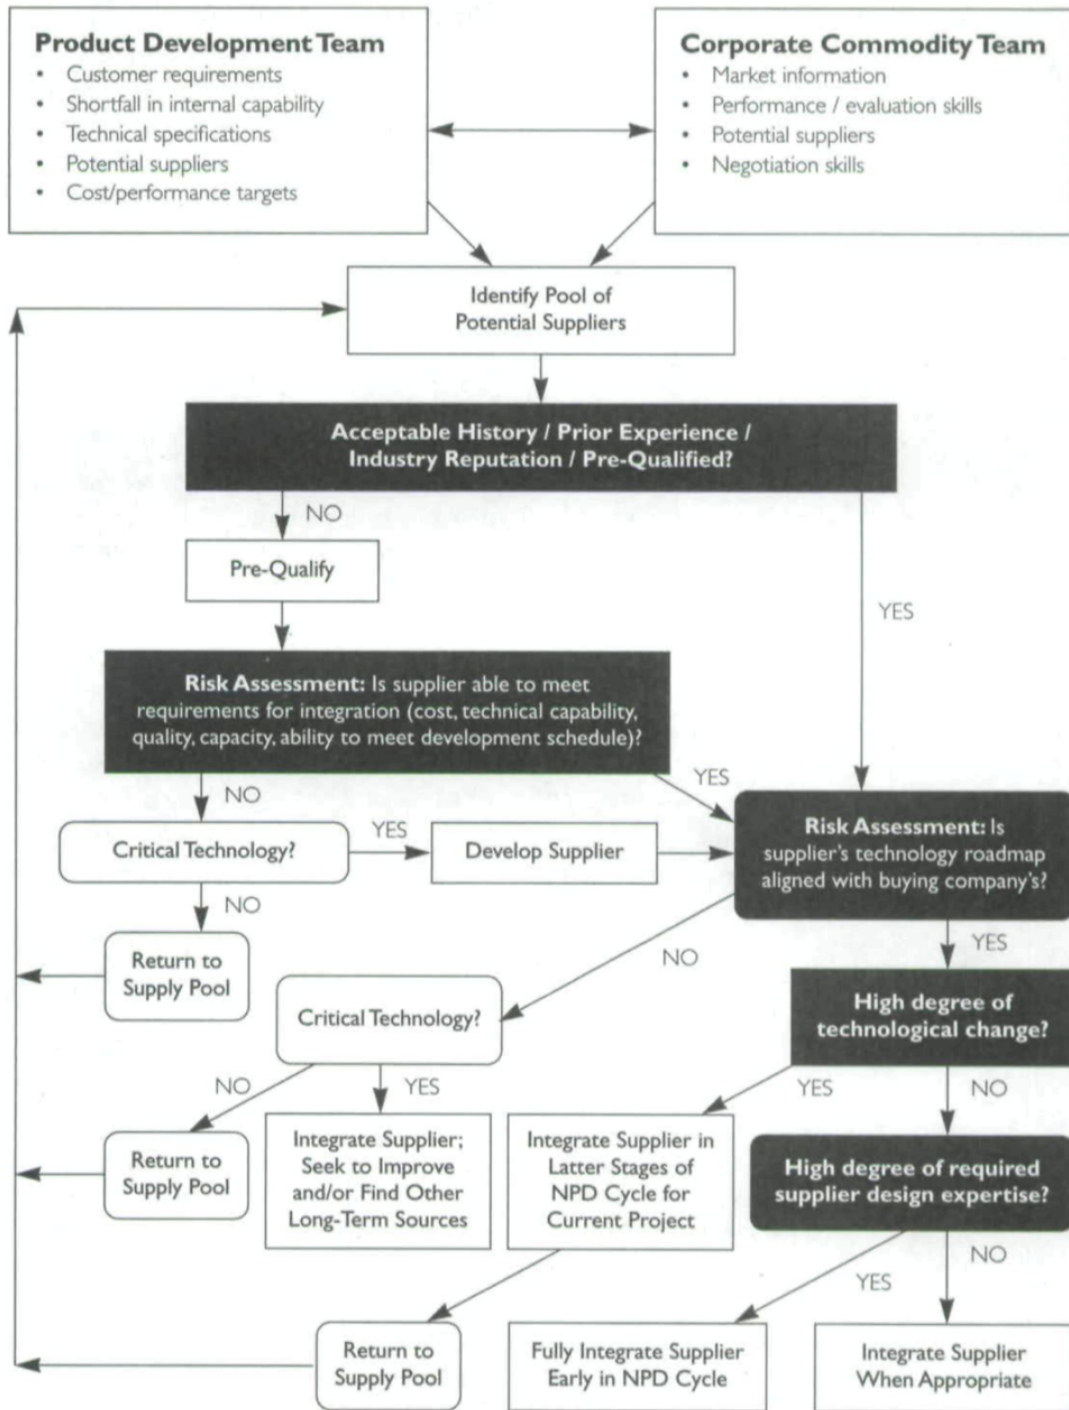 Product Development Team
• Customer requirements
• Shortfall in internal capability
• Technical specifications
• Potential suppliers
• Cost/performance targets
Corporate Commodity Team
• Market information
• Performance / evaluation skills
• Potential suppliers
• Negotiation skills
Identify Pool of
Potential Suppliers
Acceptable History / Prior Experience /
Industry Reputation / Pre-Qualified?
NO
Pre-Qualify
YES
Risk Assessment: Is supplier able to meet
requirements for integration (cost, technical capability,
quality, capacity, ability to meet development schedule)?
YES
NO
Critical Technology?
YES
Develop Supplier
Risk Assessment: Is
supplier's technology roadmap
aligned with buying company's?
NO
Return to
Supply Pool
NO
YES
Critical Technology?
High degree of
technological change?
NO
YES
YES
NO
Return to
Supply Pool
Integrate Supplier;
Seek to Improve
and/or Find Other
Long-Term Sources
Integrate Supplier in
Latter Stages of
NPD Cycle for
Current Project
High degree of required
supplier design expertise?
YES
NO
Return to
Supply Pool
Fully Integrate Supplier
Early in NPD Cycle
Integrate Supplier
When Appropriate